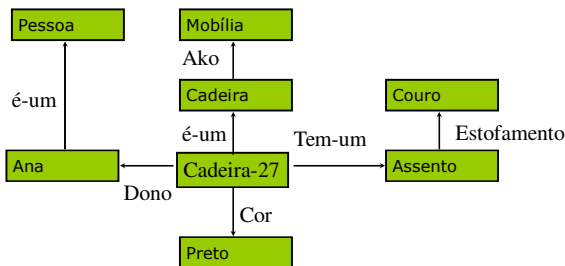 Pessoa
Mobília
Ako
é-um
Cadeira
Couro
é-um
Tem-um
Estofamento
Ana
Dono
Cadeira-27
Assento
Cor
Preto